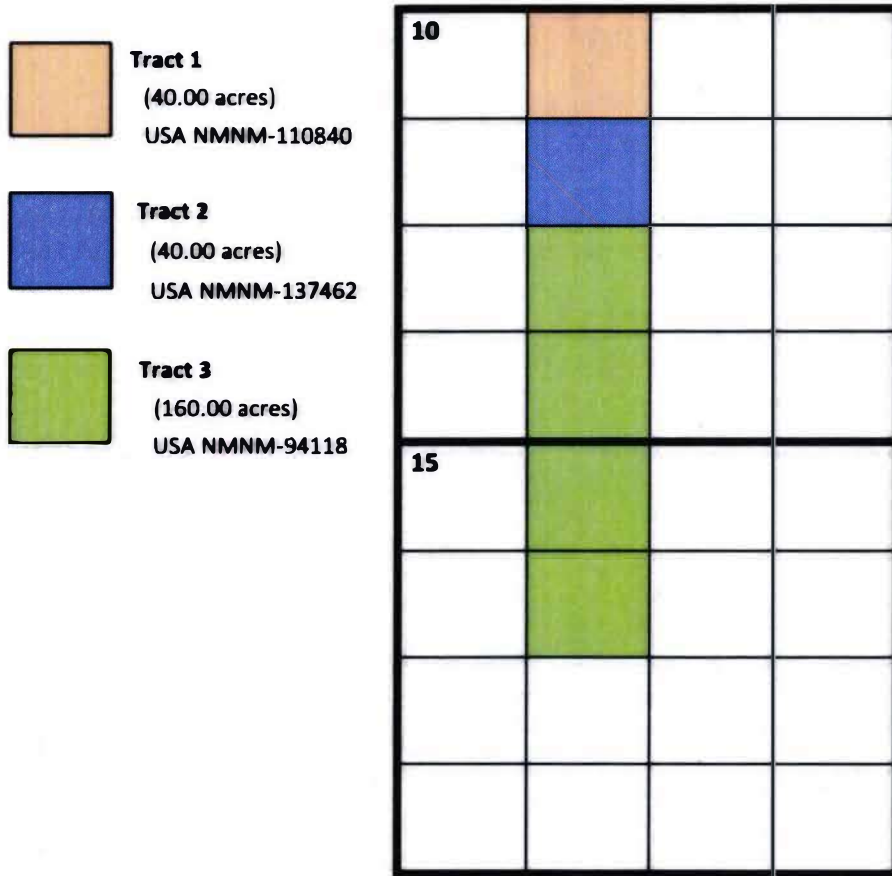 Tract 1
(40.00 acres)
USA NMNM-110840
Tract 2
(40.00 acres)
USA NMNM-137462
Tract 3
(160.00 acres)
USA NMNM-94118
10
15